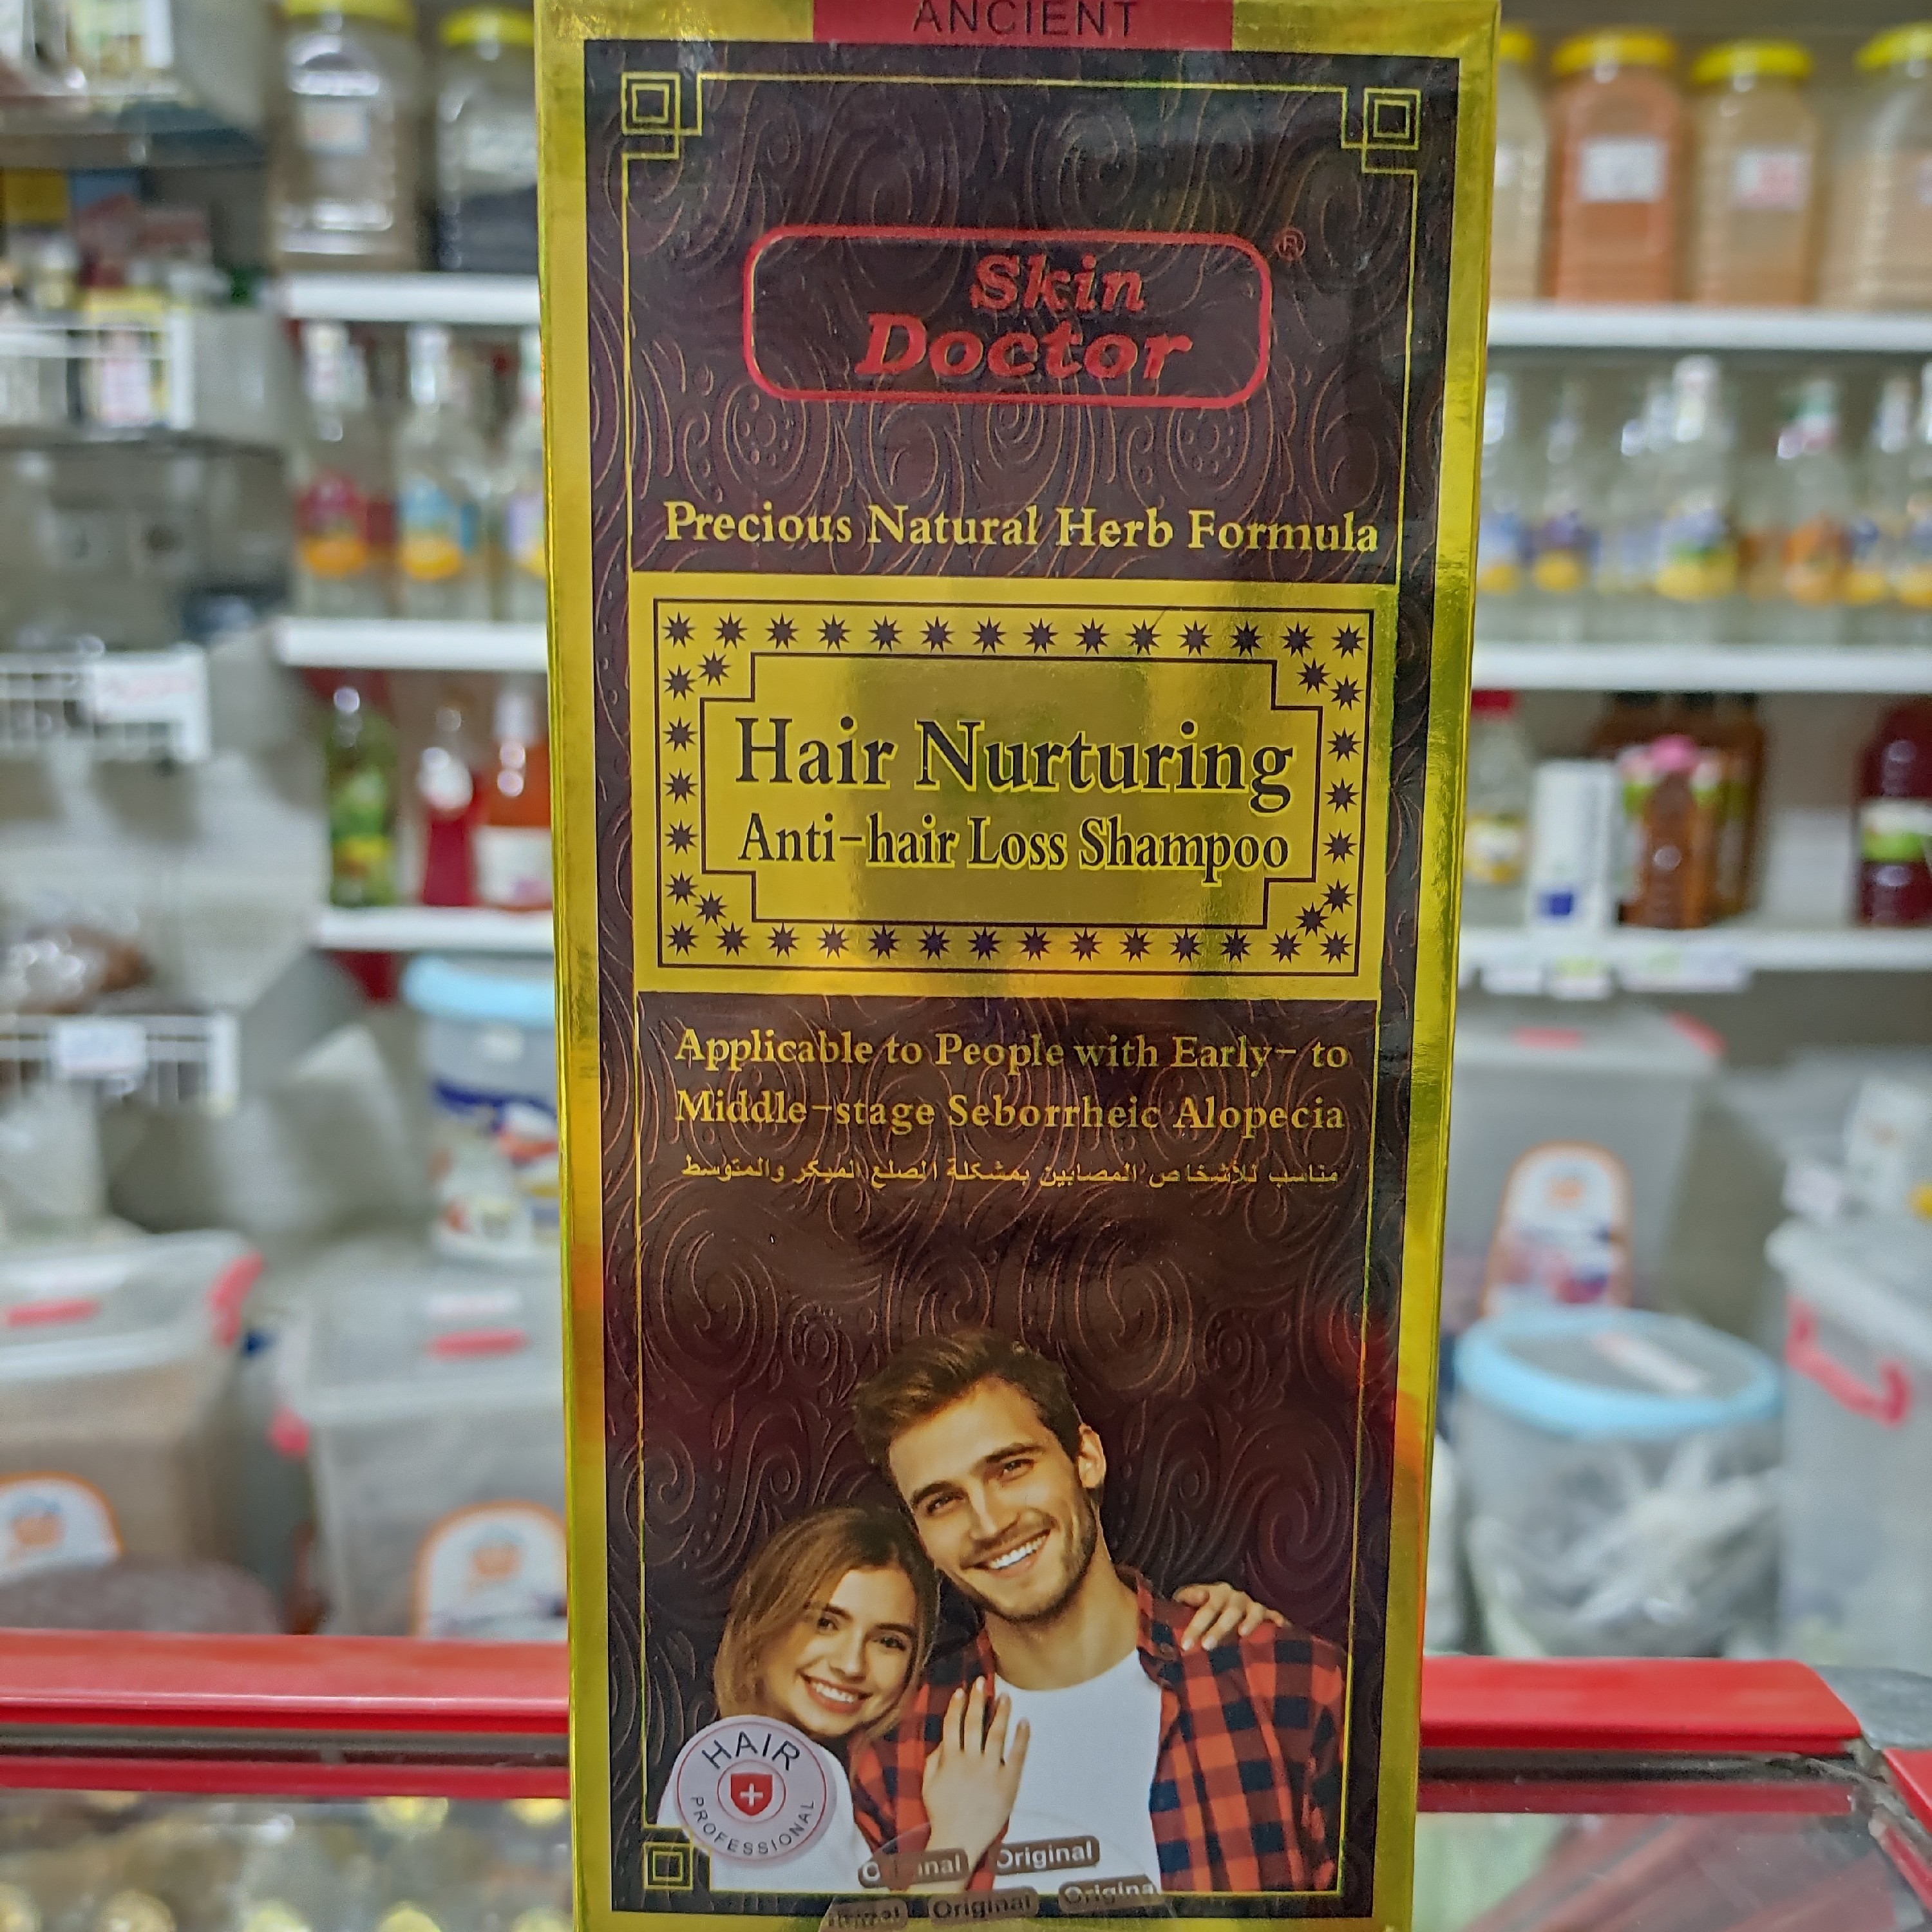 ANCIENT
Skin
Doctor
®
Precious Natural Herb Formula
Hair Nurturing
Anti-hair Loss Shampoo
Applicable to People with Early- to
Middle-stage Seborrheic Alopecia
مناسب للأشخاص المصابين بمشكلة الصلع المبكر والمتوسط
HAIR
PROFESSIONAL
Original
Original Original